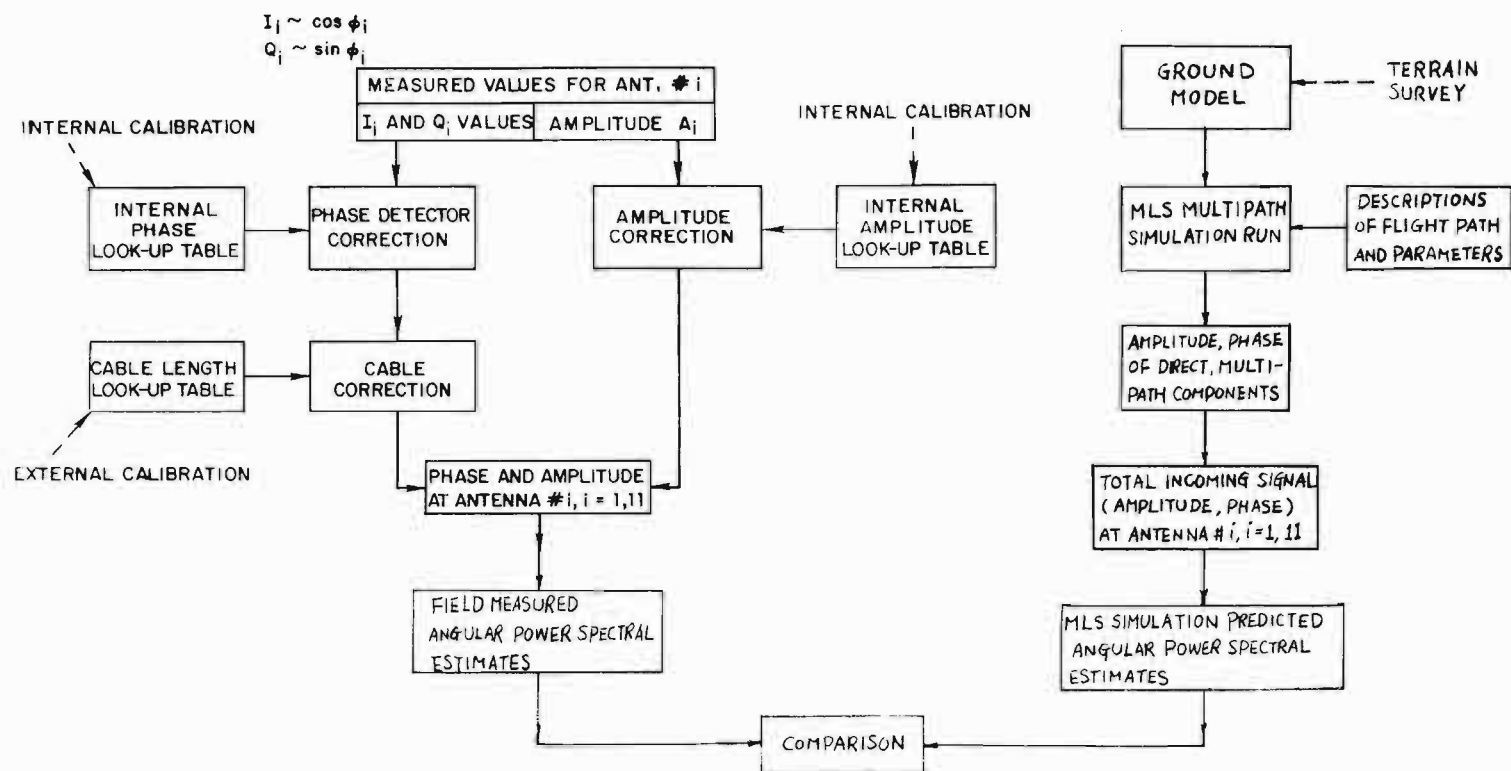 I_i ~ cos ϕ_i
Q_i ~ sin ϕ_i
MEASURED VALUES FOR ANT. # i
I_i AND Q_i VALUES
AMPLITUDE A_i
INTERNAL CALIBRATION
INTERNAL CALIBRATION
INTERNAL
PHASE
LOOK-UP TABLE
PHASE DETECTOR
CORRECTION
AMPLITUDE
CORRECTION
INTERNAL
AMPLITUDE
LOOK-UP TABLE
CABLE LENGTH
LOOK-UP TABLE
CABLE
CORRECTION
EXTERNAL CALIBRATION
PHASE AND AMPLITUDE
AT ANTENNA #i, i = 1,11
FIELD MEASURED
ANGULAR POWER SPECTRAL
ESTIMATES
GROUND
MODEL
TERRAIN
SURVEY
MLS MULTIPATH
SIMULATION RUN
DESCRIPTIONS
OF FLIGHT PATH
AND PARAMETERS
AMPLITUDE, PHASE
OF DIRECT, MULTI-
PATH COMPONENTS
TOTAL INCOMING SIGNAL
(AMPLITUDE, PHASE)
AT ANTENNA # i, i=1, 11
MLS SIMULATION PREDICTED
ANGULAR POWER SPECTRAL
ESTIMATES
COMPARISON